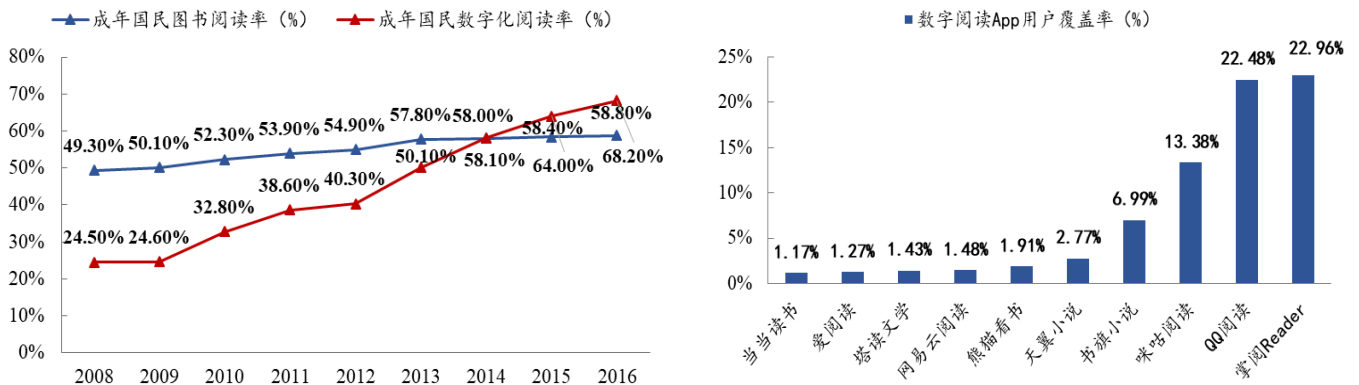 成年国民图书阅读率（%） 成年国民数字化阅读率（%）
80%
70%
60%
50%
40%
30%
20%
10%
0%
49.30% 50.10% 52.30% 53.90% 54.90% 57.80% 58.00% 58.40% 58.80%
24.50% 24.60% 32.80% 38.60% 40.30% 50.10% 58.10% 64.00% 68.20%
2008 2009 2010 2011 2012 2013 2014 2015 2016
数字阅读App用户覆盖率（%）
25%
20%
15%
10%
5%
0%
1.17% 1.27% 1.43% 1.48% 1.91% 2.77% 6.99% 13.38% 22.48% 22.96%
当当读书
爱阅读
塔读文学
网易云阅读
熊猫看书
天翼小说
书旗小说
咪咕阅读
QQ阅读
掌阅Reader